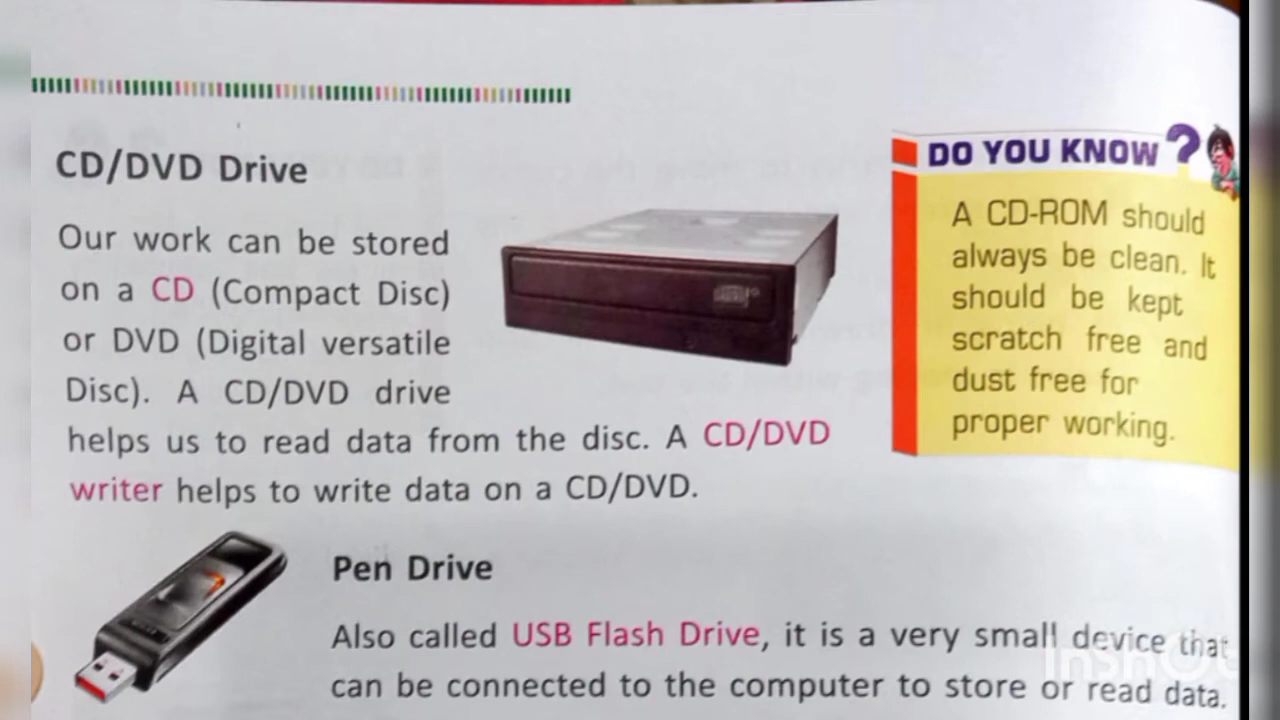 CD/DVD Drive
Our work can be stored
on a CD (Compact Disc)
or DVD (Digital versatile
Disc). A CD/DVD drive
helps us to read data from the disc. A CD/DVD
writer helps to write data on a CD/DVD.
DO YOU KNOW ?
A CD-ROM should
always be clean. It
should be kept
scratch free and
dust free for
proper working.
Pen Drive
Also called USB Flash Drive, it is a very small device that
can be connected to the computer to store or read data.
InShOt